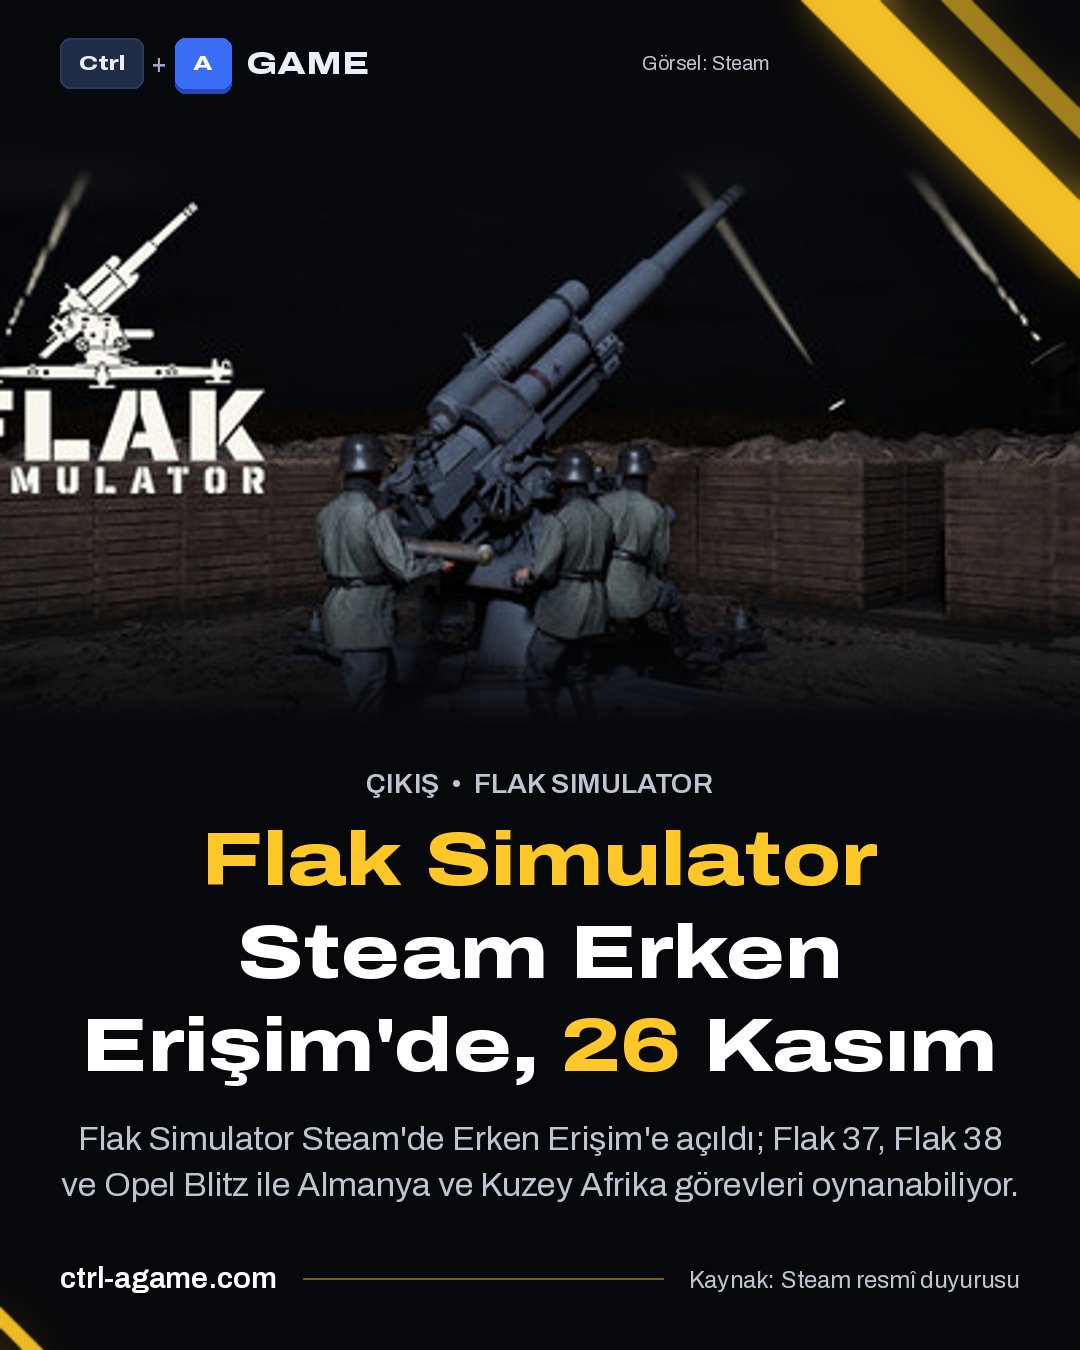 Ctrl + A GAME
Görsel: Steam
FLAK
MULATOR
ÇIKIŞ • FLAK SIMULATOR
Flak Simulator
Steam Erken
Erişim'de, 26 Kasım
Flak Simulator Steam'de Erken Erişim'e açıldı; Flak 37, Flak 38
ve Opel Blitz ile Almanya ve Kuzey Afrika görevleri oynanabiliyor.
ctrl-agame.com
Kaynak: Steam resmî duyurusu